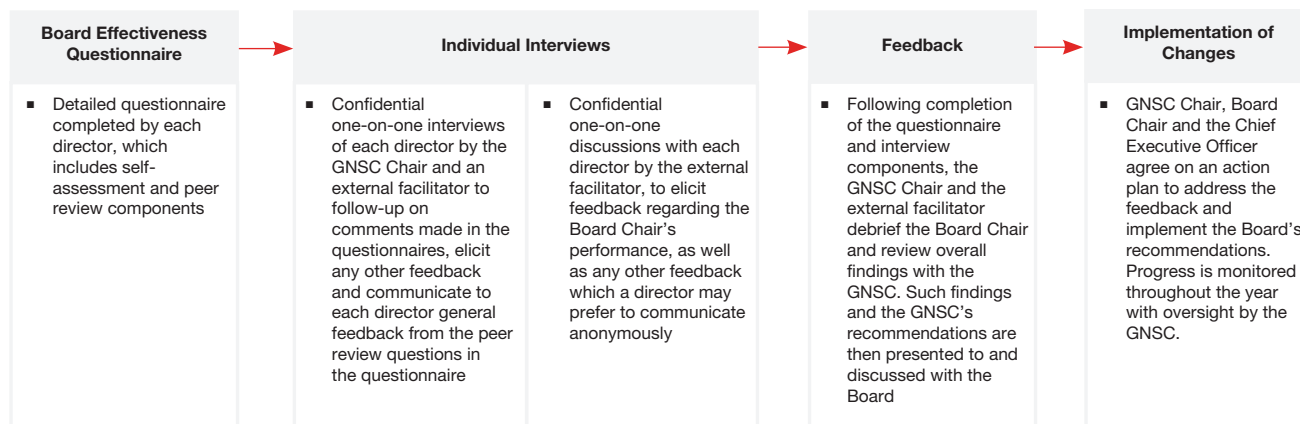 Board Effectiveness
Questionnaire
Individual Interviews
Feedback
Implementation of
Changes
▪ Detailed questionnaire
completed by each
director, which
includes self-
assessment and peer
review components
▪ Confidential
one-on-one interviews
of each director by the
GNSC Chair and an
external facilitator to
follow-up on
comments made in the
questionnaires, elicit
any other feedback
and communicate to
each director general
feedback from the peer
review questions in
the questionnaire
▪ Confidential
one-on-one
discussions with each
director by the external
facilitator, to elicit
feedback regarding the
Board Chair's
performance, as well
as any other feedback
which a director may
prefer to communicate
anonymously
▪ Following completion
of the questionnaire
and interview
components, the
GNSC Chair and the
external facilitator
debrief the Board Chair
and review overall
findings with the
GNSC. Such findings
and the GNSC's
recommendations are
then presented to and
discussed with the
Board
▪ GNSC Chair, Board
Chair and the Chief
Executive Officer
agree on an action
plan to address the
feedback and
implement the Board's
recommendations.
Progress is monitored
throughout the year
with oversight by the
GNSC.